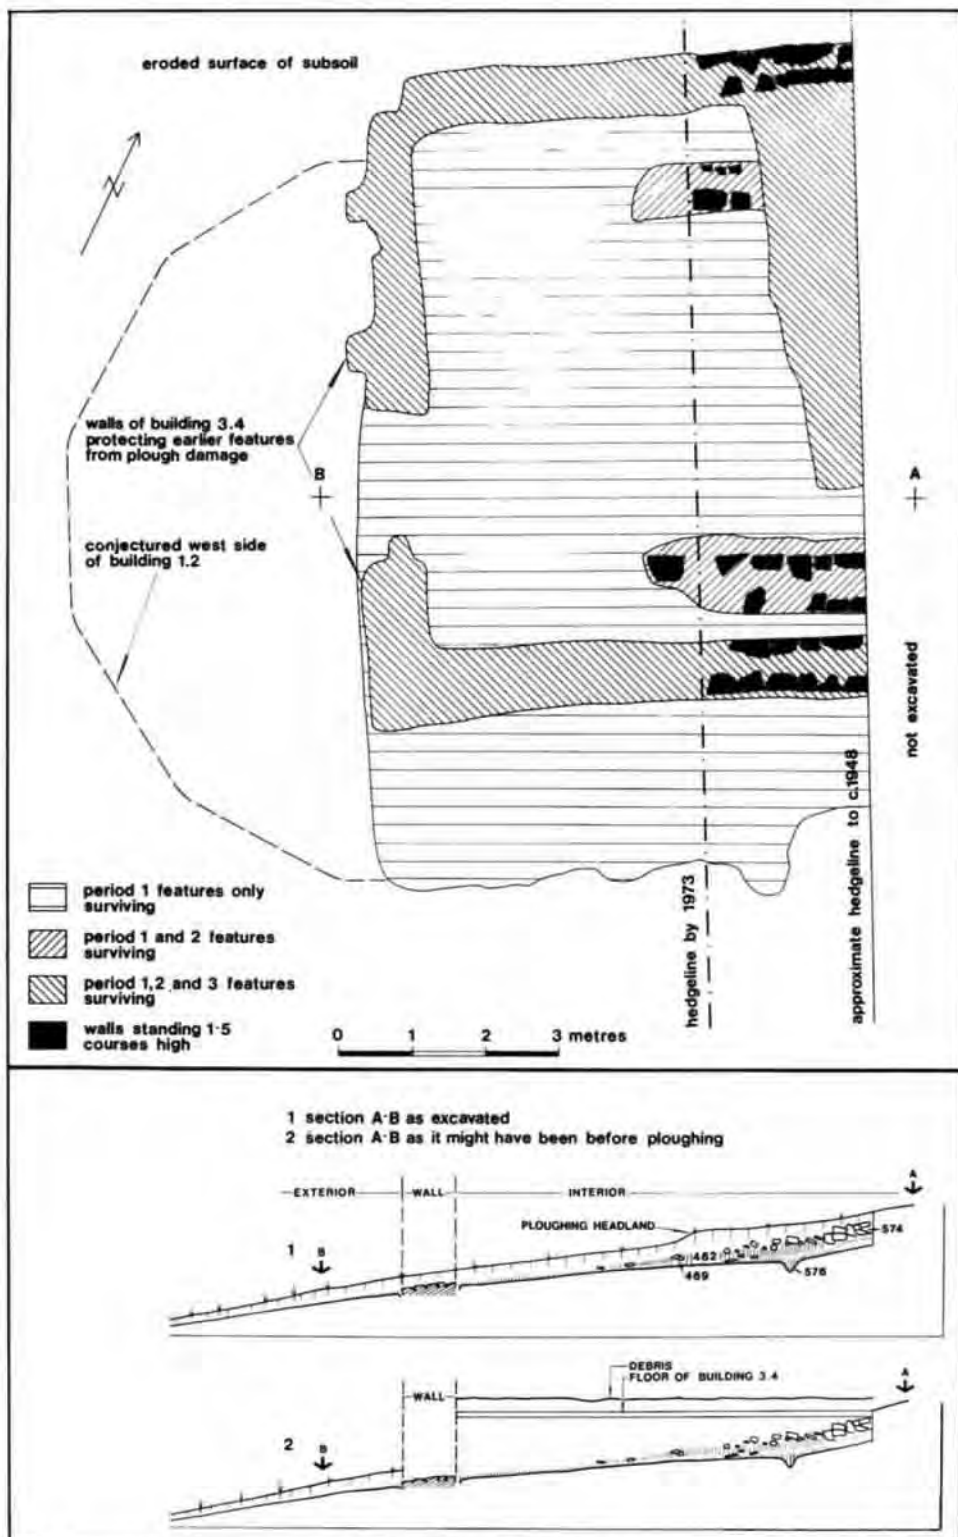 eroded surface of subsoil
N
walls of building 3.4
protecting earlier features
from plough damage
B
A
conjectured west side
of building 1.2
not excavated
hedgeline by 1973
approximate hedgeline to c.1948
period 1 features only
surviving
period 1 and 2 features
surviving
period 1,2 and 3 features
surviving
walls standing 1-5
courses high
0 1 2 3 metres
1 section A-B as excavated
2 section A-B as it might have been before ploughing
EXTERIOR WALL INTERIOR
A
PLOUGHING HEADLAND
574
1 B
462
469
576
DEBRIS
FLOOR OF BUILDING 3.4
WALL
A
2 B